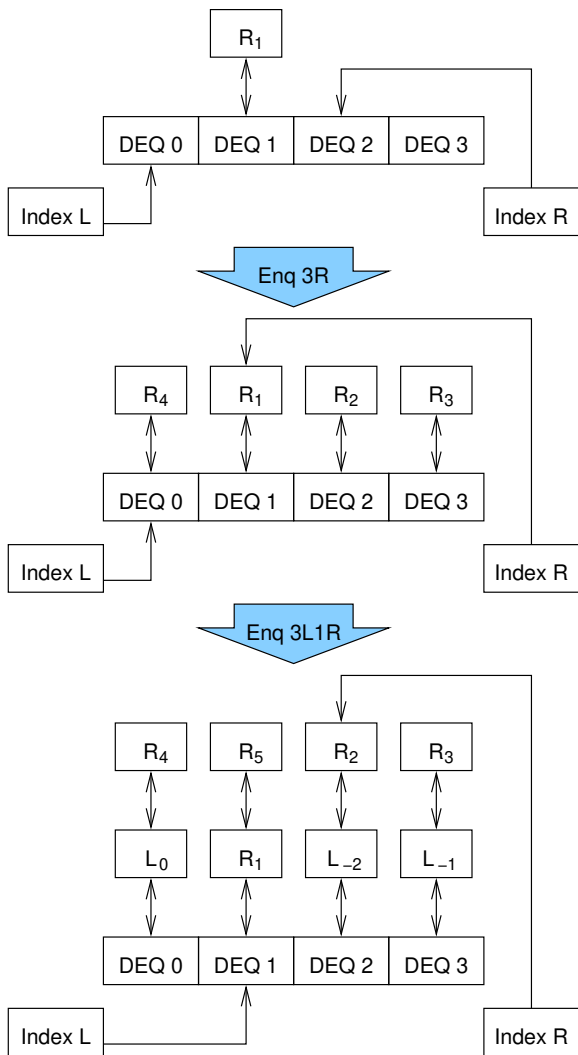 R₁
DEQ 0 DEQ 1 DEQ 2 DEQ 3
Index L Index R
Enq 3R
R₄ R₁ R₂ R₃
DEQ 0 DEQ 1 DEQ 2 DEQ 3
Index L Index R
Enq 3L1R
R₄ R₅ R₂ R₃
L₀ R₁ L₋₂ L₋₁
DEQ 0 DEQ 1 DEQ 2 DEQ 3
Index L Index R